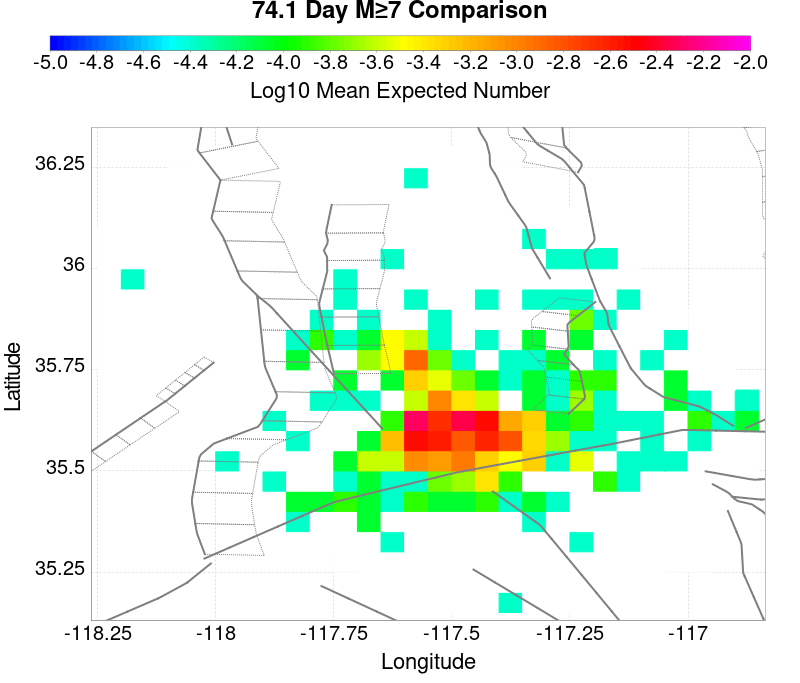 74.1 Day M≥7 Comparison
-5.0 -4.8 -4.6 -4.4 -4.2 -4.0 -3.8 -3.6 -3.4 -3.2 -3.0 -2.8 -2.6 -2.4 -2.2 -2.0
Log10 Mean Expected Number
36.25
36
35.75
35.5
35.25
Latitude
-118.25 -118 -117.75 -117.5 -117.25 -117
Longitude